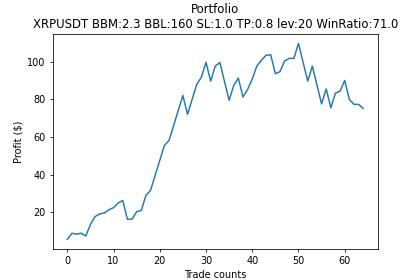 Portfolio
XRPUSDT BBM:2.3 BBL:160 SL:1.0 TP:0.8 lev:20 WinRatio:71.0
100
80
60
40
20
Profit ($)
0 10 20 30 40 50 60
Trade counts